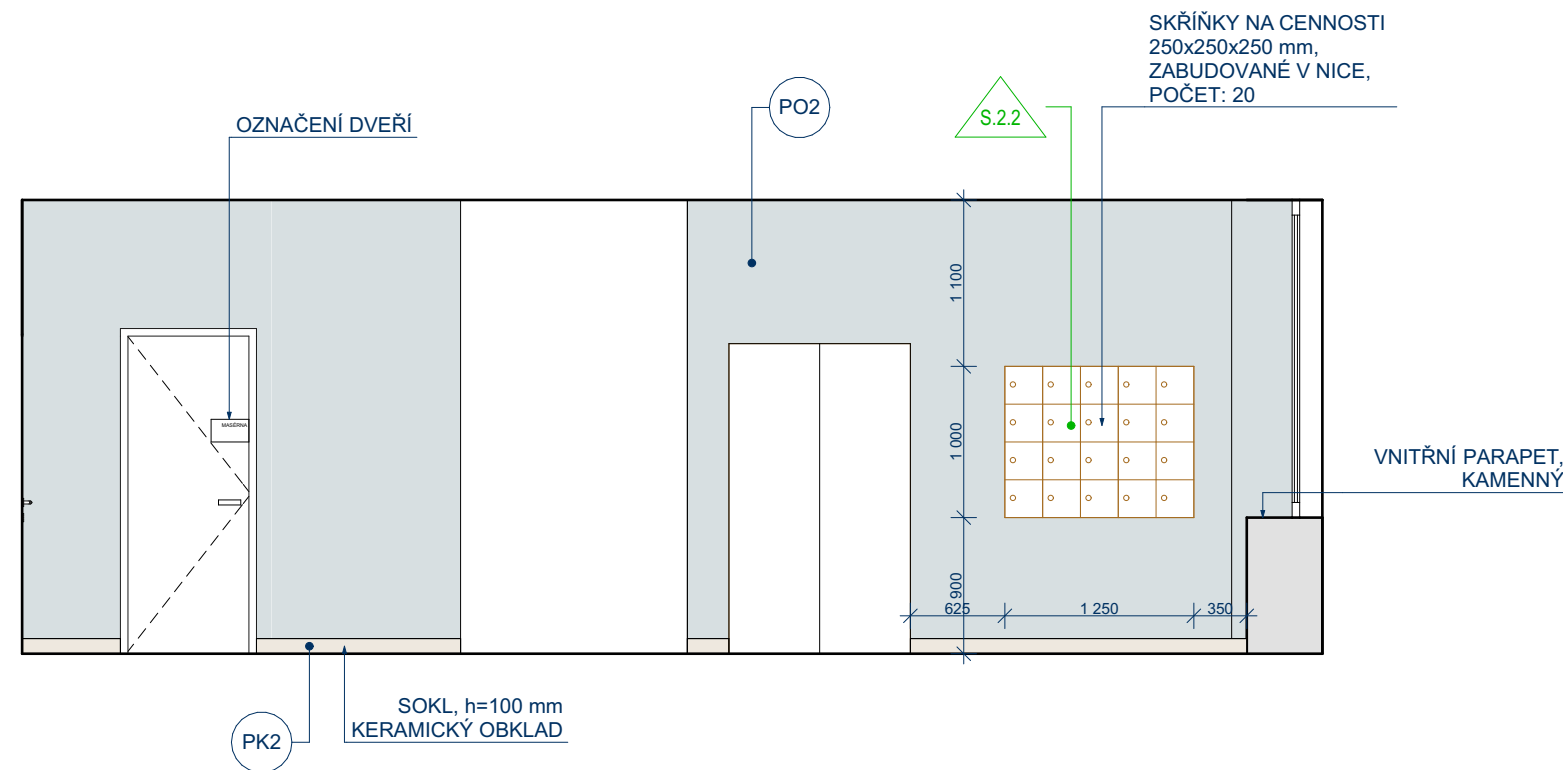 SKŘÍŇKY NA CENNOSTI
250x250x250 mm,
ZABUDOVANÉ V NICE,
POČET: 20
PO2
S.2.2
OZNAČENÍ DVEŘÍ
1 100
MASÉRNA
1 000
VNITŘNÍ PARAPET,
KAMENNÝ
900
625
1 250
350
SOKL, h=100 mm
KERAMICKÝ OBKLAD
PK2